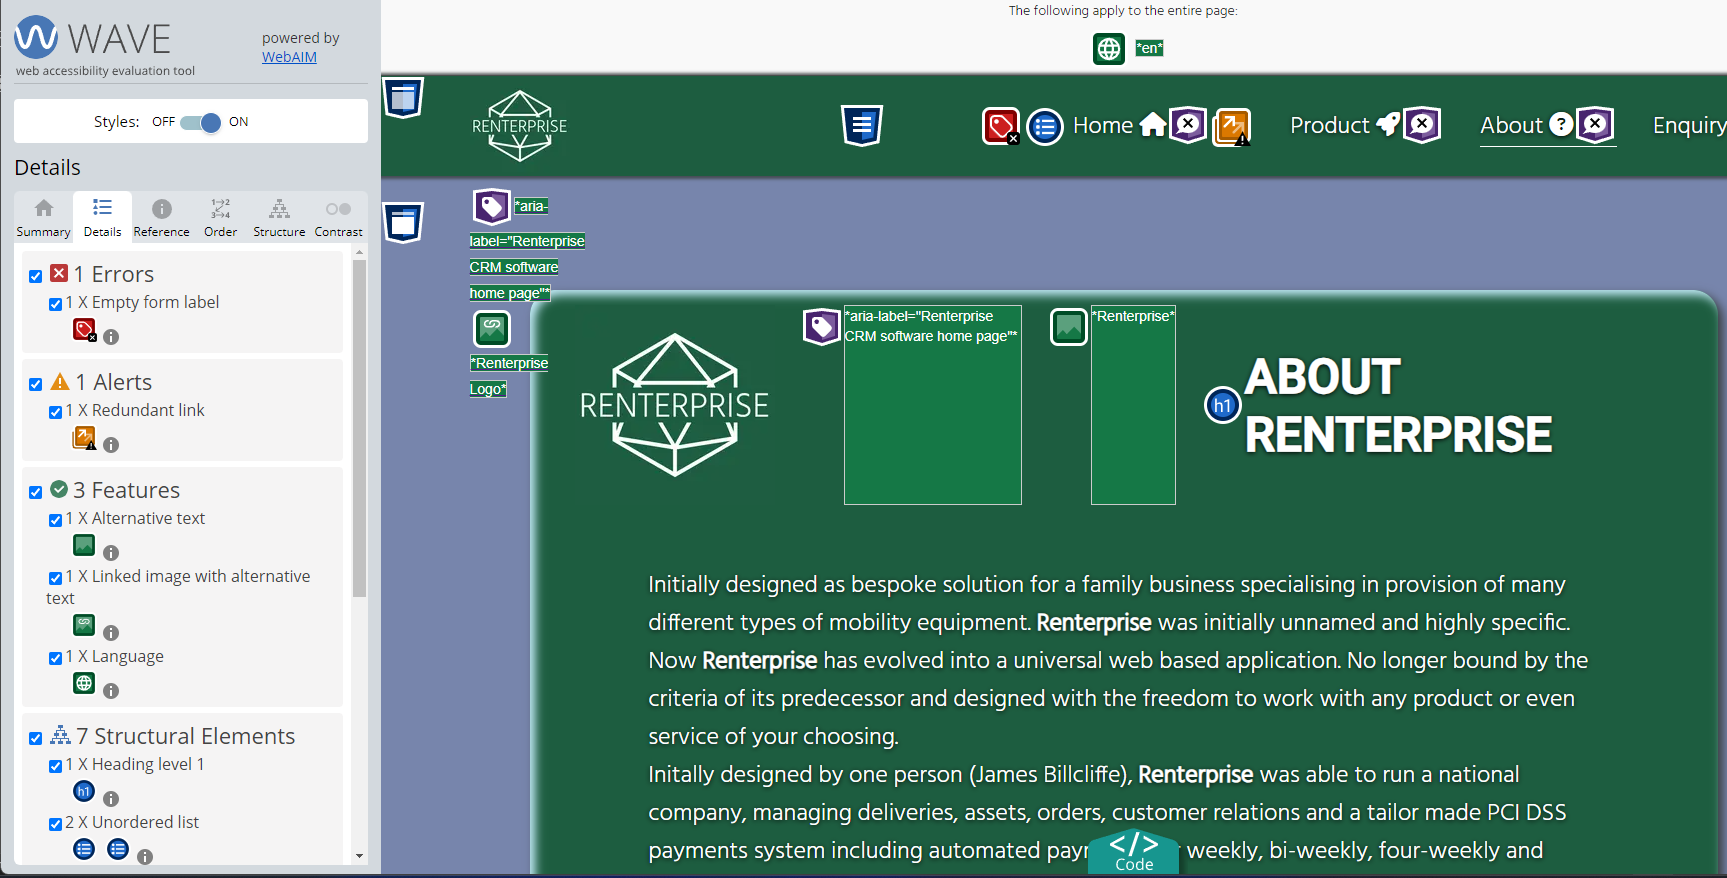 WAVE
web accessibility evaluation tool
powered by
WebAIM
Styles: OFF ON
Details
Summary Details Reference Order Structure Contrast
1 Errors
1 X Empty form label
1 Alerts
1 X Redundant link
3 Features
1 X Alternative text
1 X Linked image with alternative
text
1 X Language
7 Structural Elements
1 X Heading level 1
h1
2 X Unordered list
The following apply to the entire page:
*en*
RENTERPRISE
Home Product About Enquiry
*aria-
label="Renterprise
CRM software
home page"*
*Renterprise
Logo*
RENTERPRISE
*aria-label="Renterprise
CRM software home page"*
*Renterprise*
h1
ABOUT
RENTERPRISE
Initially designed as bespoke solution for a family business specialising in provision of many
different types of mobility equipment. Renterprise was initially unnamed and highly specific.
Now Renterprise has evolved into a universal web based application. No longer bound by the
criteria of its predecessor and designed with the freedom to work with any product or even
service of your choosing.
Initally designed by one person (James Billcliffe), Renterprise was able to run a national
company, managing deliveries, assets, orders, customer relations and a tailor made PCI DSS
payments system including automated weekly, bi-weekly, four-weekly and
</> Code